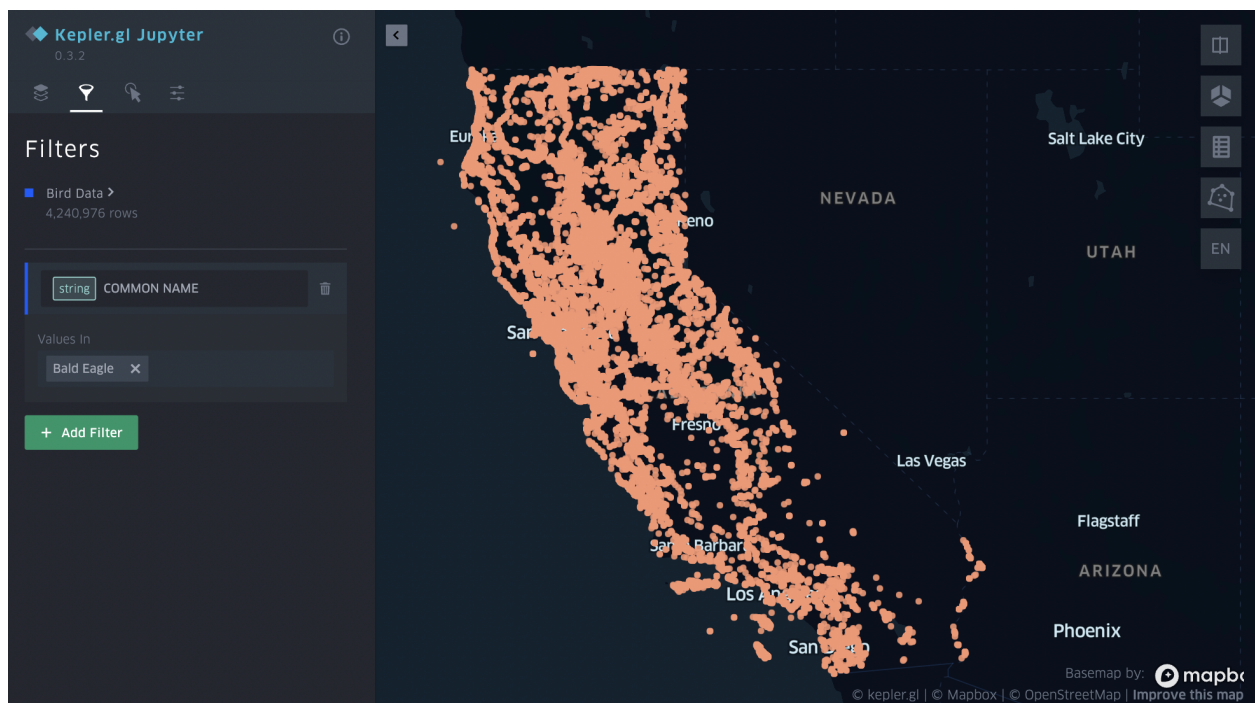 Kepler.gl Jupyter
0.3.2
Filters
Bird Data
4,240,976 rows
string COMMON NAME
Values In
Bald Eagle
+ Add Filter
Salt Lake City
NEVADA
UTAH
EN
Las Vegas
Fresno
Flagstaff
ARIZONA
Phoenix
Basemap by: mapbo
© kepler.gl | © Mapbox | © OpenStreetMap | Improve this map